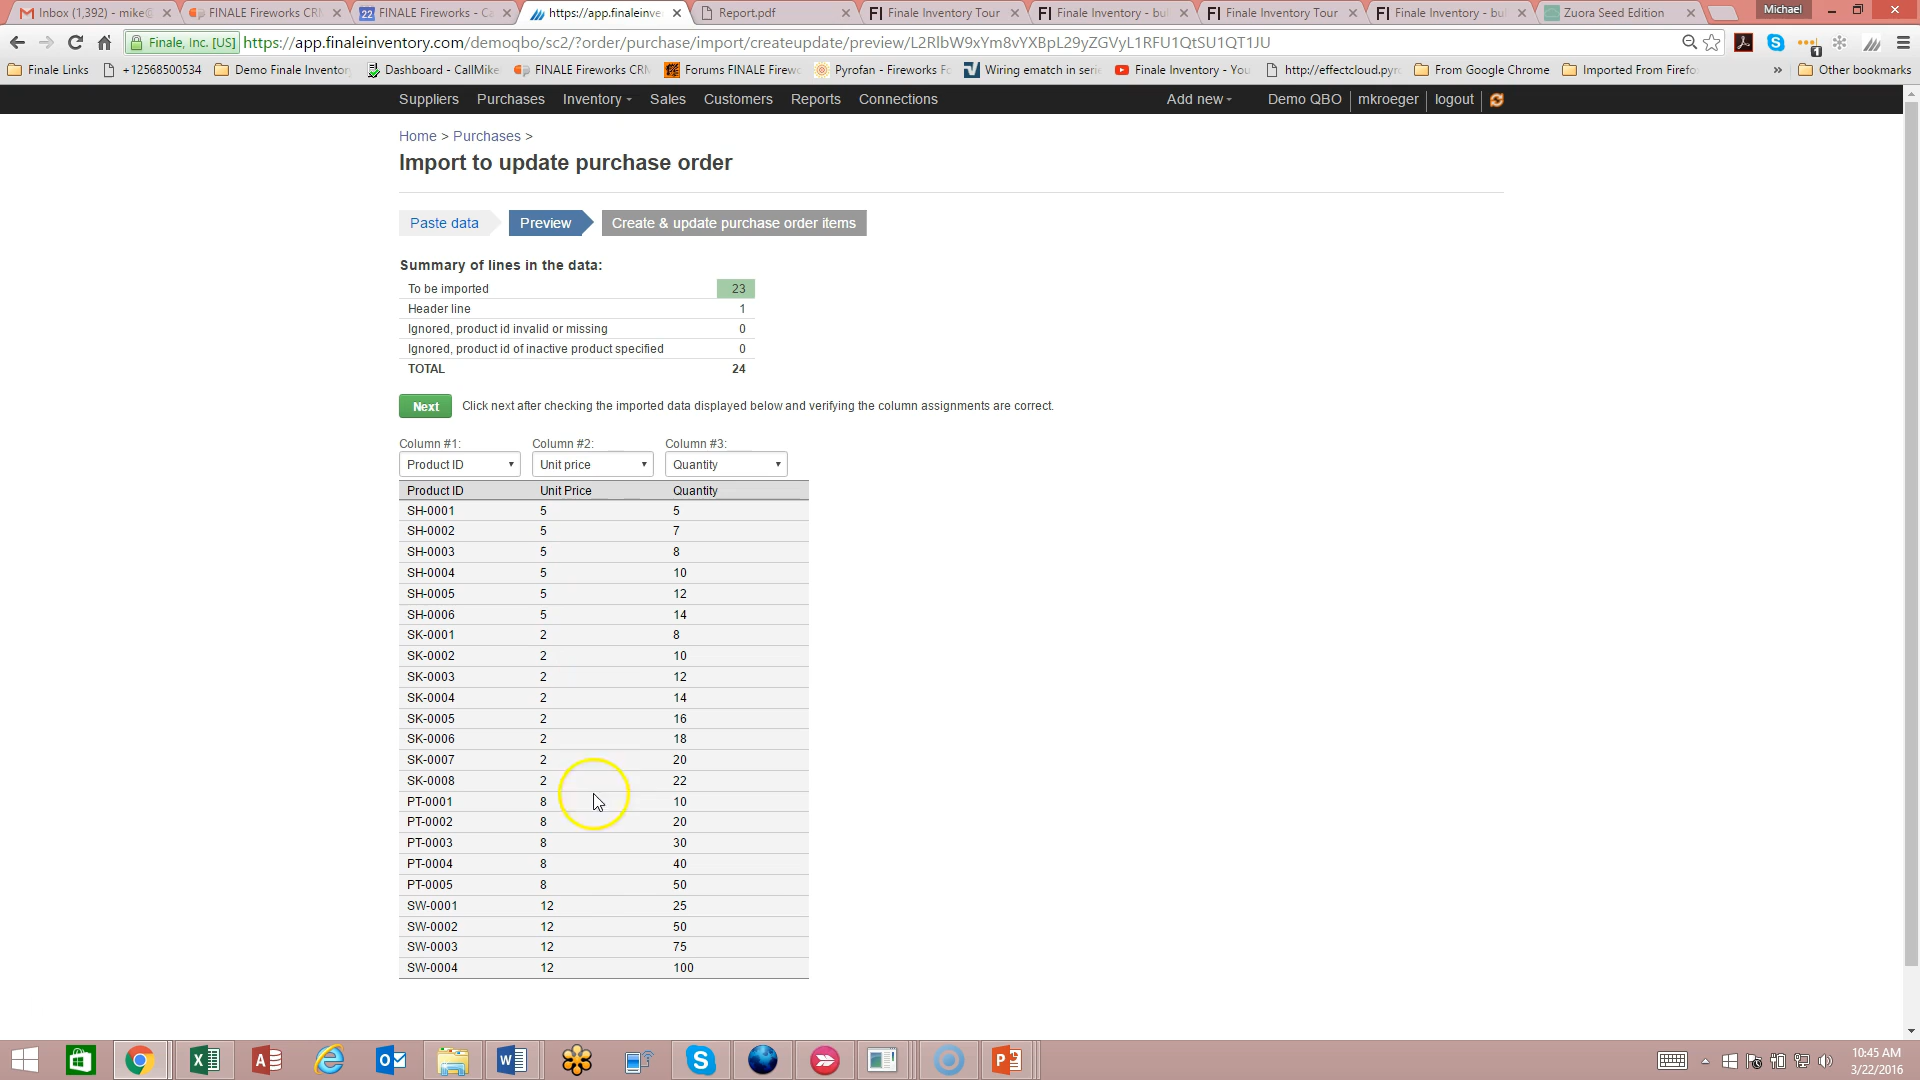 Inbox (1,392) - mike@
FINALE Fireworks CRM
FINALE Fireworks - Ca
https://app.finaleinve
Report.pdf
Finale Inventory Tour
Finale Inventory - bu
Finale Inventory Tour
Finale Inventory - bu
Zuora Seed Edition
Michael
Finale, Inc. [US]
https://app.finaleinventory.com/demoqbo/sc2/?order/purchase/import/createupdate/preview/L2RlbW9xYm8vYXBpL29yZGVyL1RFU1QtSU1QT1JU
Finale Links
+12568500534
Demo Finale Inventor
Dashboard - CallMike
FINALE Fireworks CRM
Forums FINALE Firew
Pyrofan - Fireworks Fo
Wiring ematch in seri
Finale Inventory - You
http://effectcloud.pyr
From Google Chrome
Imported From Firefo
»
Other bookmarks
Suppliers Purchases Inventory Sales Customers Reports Connections Add new Demo QBO mkroeger logout
Home > Purchases >
Import to update purchase order
Paste data Preview Create & update purchase order items
Summary of lines in the data:
To be imported 23
Header line 1
Ignored, product id invalid or missing 0
Ignored, product id of inactive product specified 0
TOTAL 24
Next Click next after checking the imported data displayed below and verifying the column assignments are correct.
Column #1: Column #2: Column #3:
Product ID Unit price Quantity
Product ID Unit Price Quantity
SH-0001 5 5
SH-0002 5 7
SH-0003 5 8
SH-0004 5 10
SH-0005 5 12
SH-0006 5 14
SK-0001 2 8
SK-0002 2 10
SK-0003 2 12
SK-0004 2 14
SK-0005 2 16
SK-0006 2 18
SK-0007 2 20
SK-0008 2 22
PT-0001 8 10
PT-0002 8 20
PT-0003 8 30
PT-0004 8 40
PT-0005 8 50
SW-0001 12 25
SW-0002 12 50
SW-0003 12 75
SW-0004 12 100
10:45 AM
3/22/2016